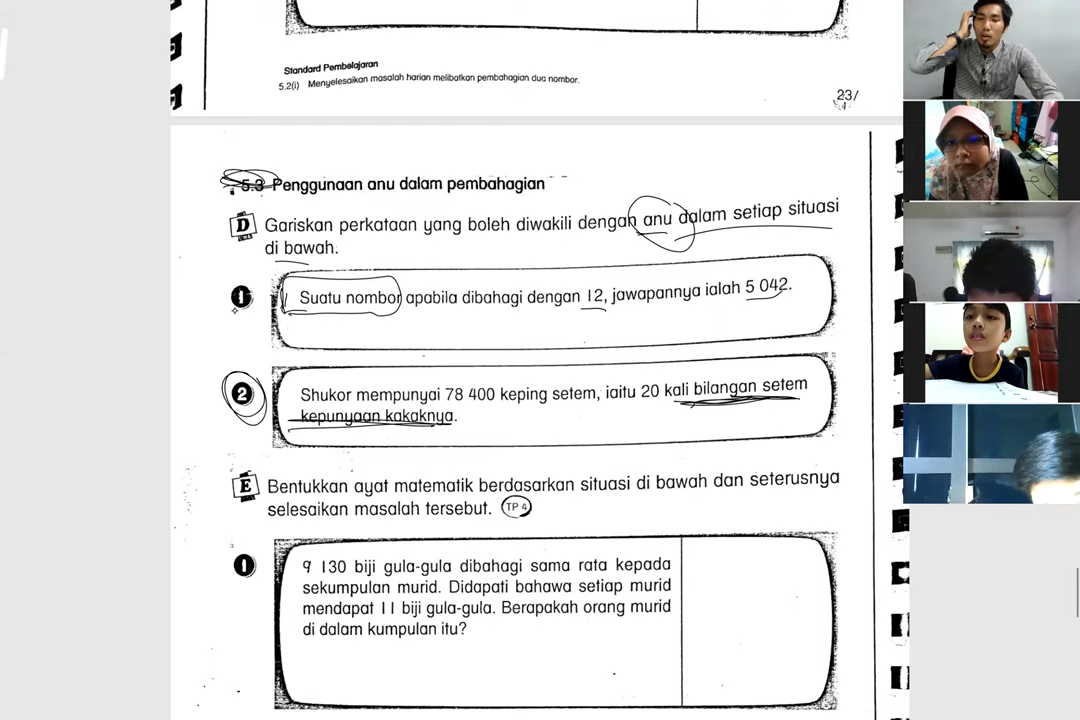 Standard Pembelajaran
5.2(i) Menyelesaikan masalah harian melibatkan pembahagian dua nombor.
23/
5.3 Penggunaan anu dalam pembahagian
D Gariskan perkataan yang boleh diwakili dengan anu dalam setiap situasi
di bawah.
1 Suatu nombor apabila dibahagi dengan 12, jawapannya ialah 5 042.
2 Shukor mempunyai 78 400 keping setem, iaitu 20 kali bilangan setem
kepunyaan kakaknya.
E Bentukkan ayat matematik berdasarkan situasi di bawah dan seterusnya
selesaikan masalah tersebut. TP 4
1 9 130 biji gula-gula dibahagi sama rata kepada
sekumpulan murid. Didapati bahawa setiap murid
mendapat 11 biji gula-gula. Berapakah orang murid
di dalam kumpulan itu?